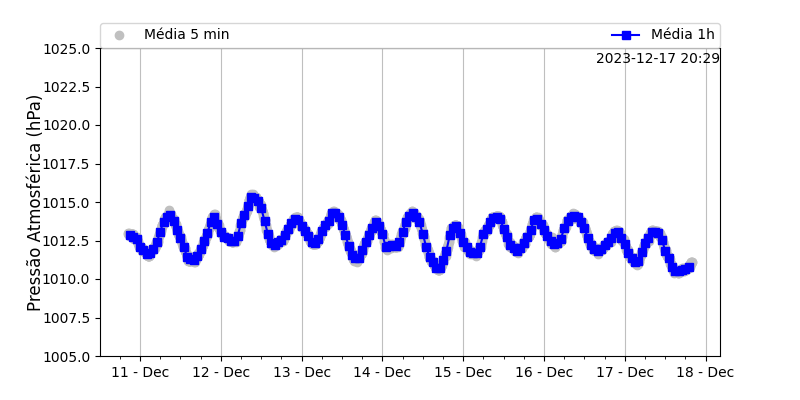 Média 5 min
Média 1h
2023-12-17 20:29
Pressão Atmosférica (hPa)
1025.0
1022.5
1020.0
1017.5
1015.0
1012.5
1010.0
1007.5
1005.0
11 - Dec 12 - Dec 13 - Dec 14 - Dec 15 - Dec 16 - Dec 17 - Dec 18 - Dec